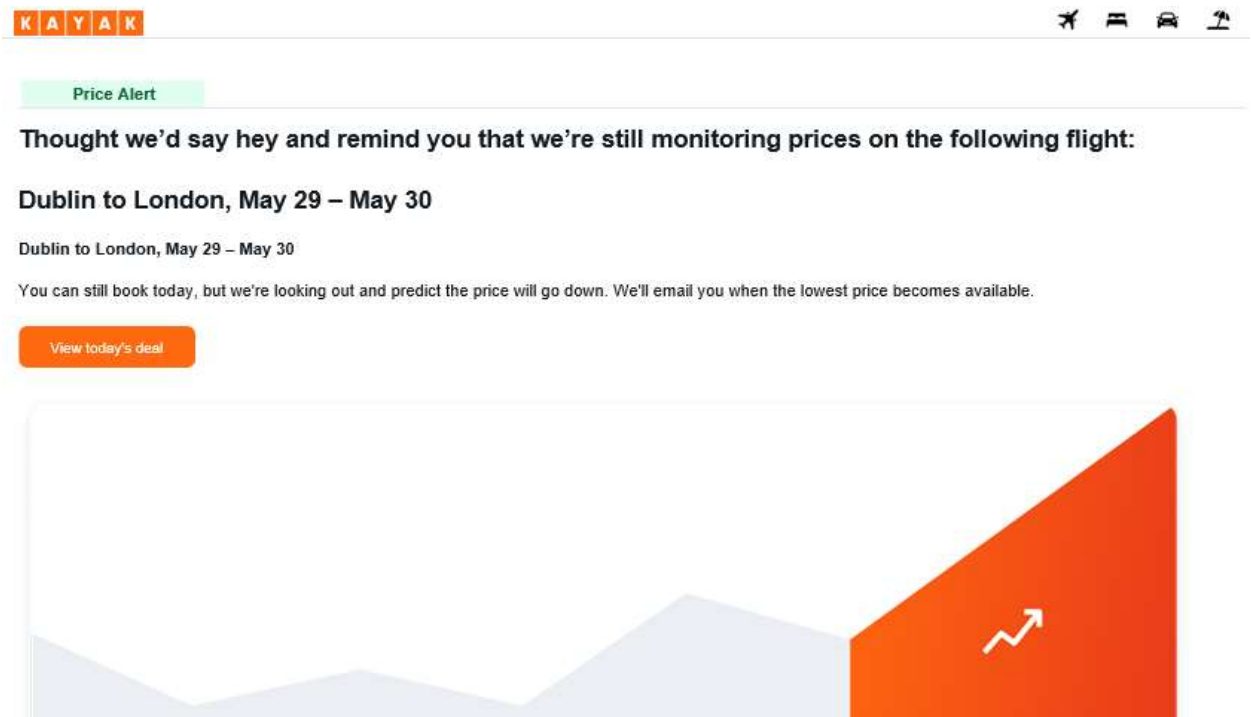 KAYAK
Price Alert
Thought we’d say hey and remind you that we’re still monitoring prices on the following flight:
Dublin to London, May 29 – May 30
Dublin to London, May 29 – May 30
You can still book today, but we're looking out and predict the price will go down. We'll email you when the lowest price becomes available.
View today's deal